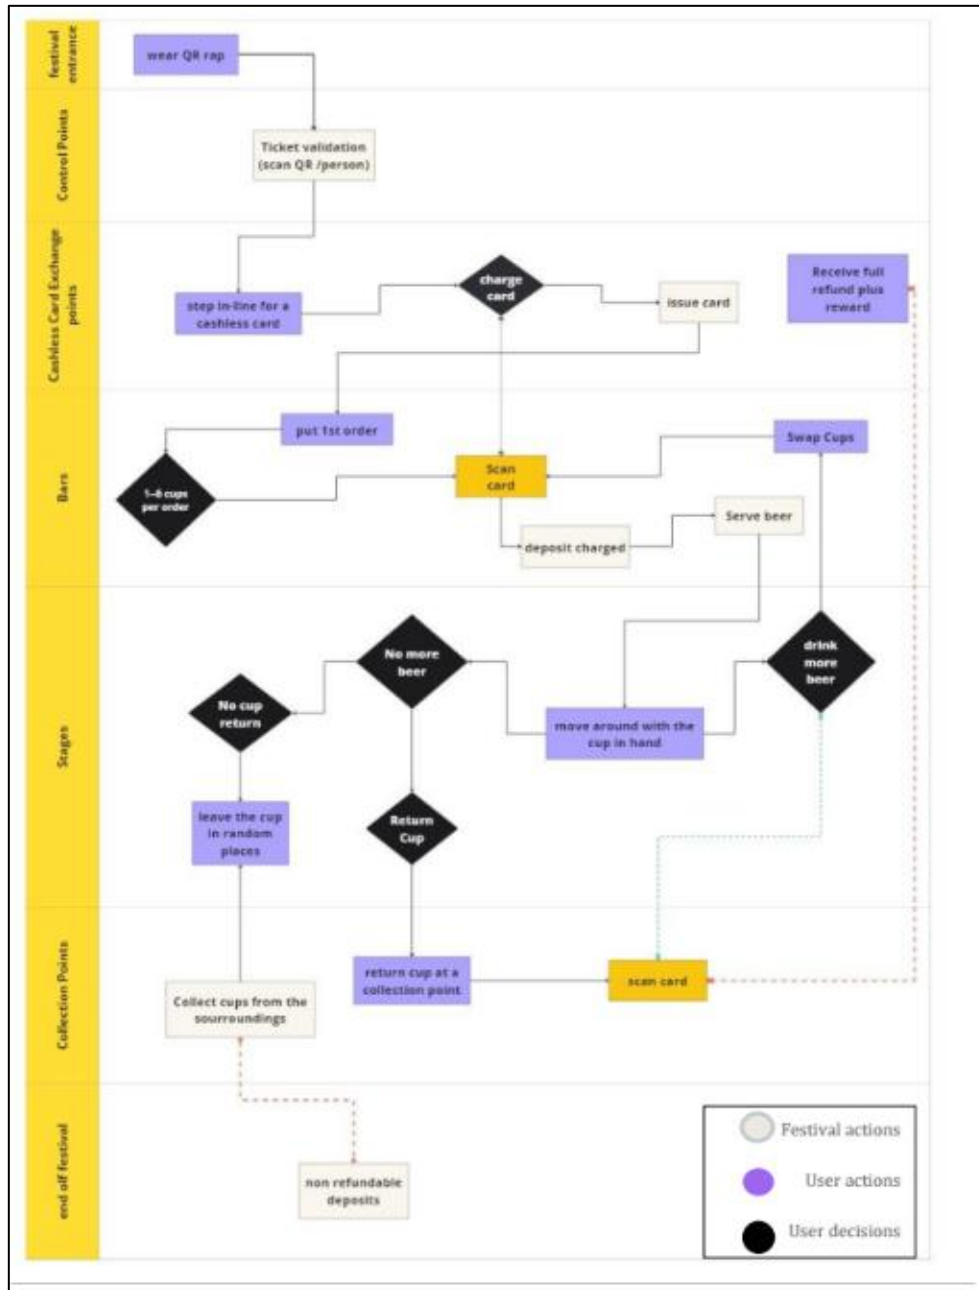 festival
entrance
wear QR rap
Control Points
Ticket validation
(scan QR /person)
Cashless Card Exchange
points
step in-line for a
cashless card
charge
card
issue card
Receive full
refund plus
reward
Bars
put 1st order
1-8 cups
per order
Scan
card
Swap Cups
Serve beer
deposit charged
Stages
No more
beer
drink
more
beer
No cup
return
move around with the
cup in hand
leave the cup
in random
places
Return
Cup
Collection Points
return cup at a
collection point
scan card
Collect cups from the
sourroundings
end off festival
non refundable
deposits
Festival actions
User actions
User decisions